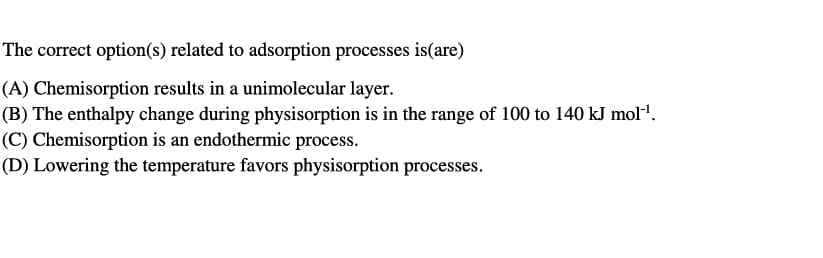 The correct option(s) related to adsorption processes is(are)
(A) Chemisorption results in a unimolecular layer.
(B) The enthalpy change during physisorption is in the range of 100 to 140 kJ mol⁻¹.
(C) Chemisorption is an endothermic process.
(D) Lowering the temperature favors physisorption processes.